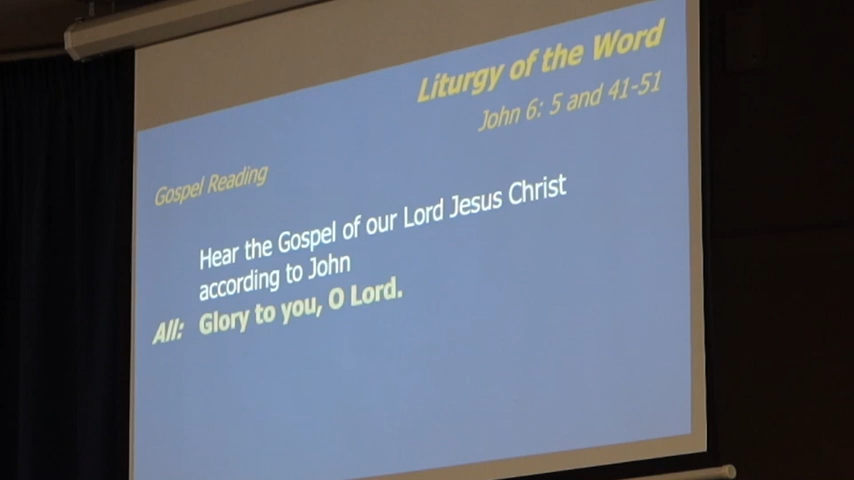 Liturgy of the Word
John 6: 5 and 41-51
Gospel Reading
Hear the Gospel of our Lord Jesus Christ
according to John
All: Glory to you, O Lord.